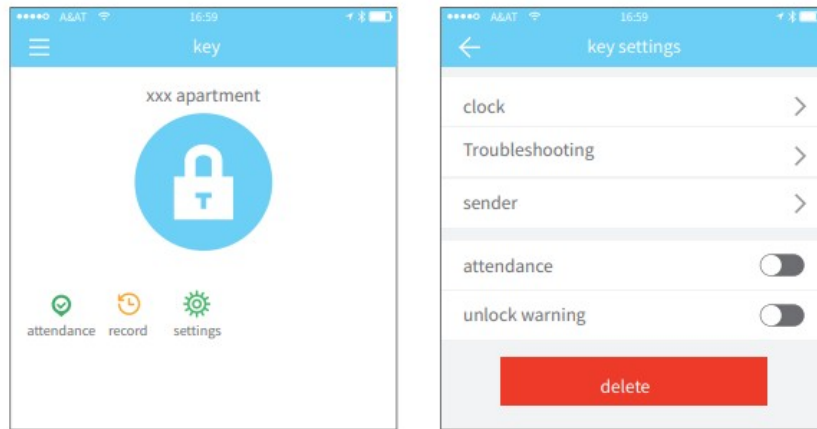 A&AT 16:59
key
xxx apartment
T
attendance record settings
A&AT 16:59
key settings
clock
Troubleshooting
sender
attendance
unlock warning
delete